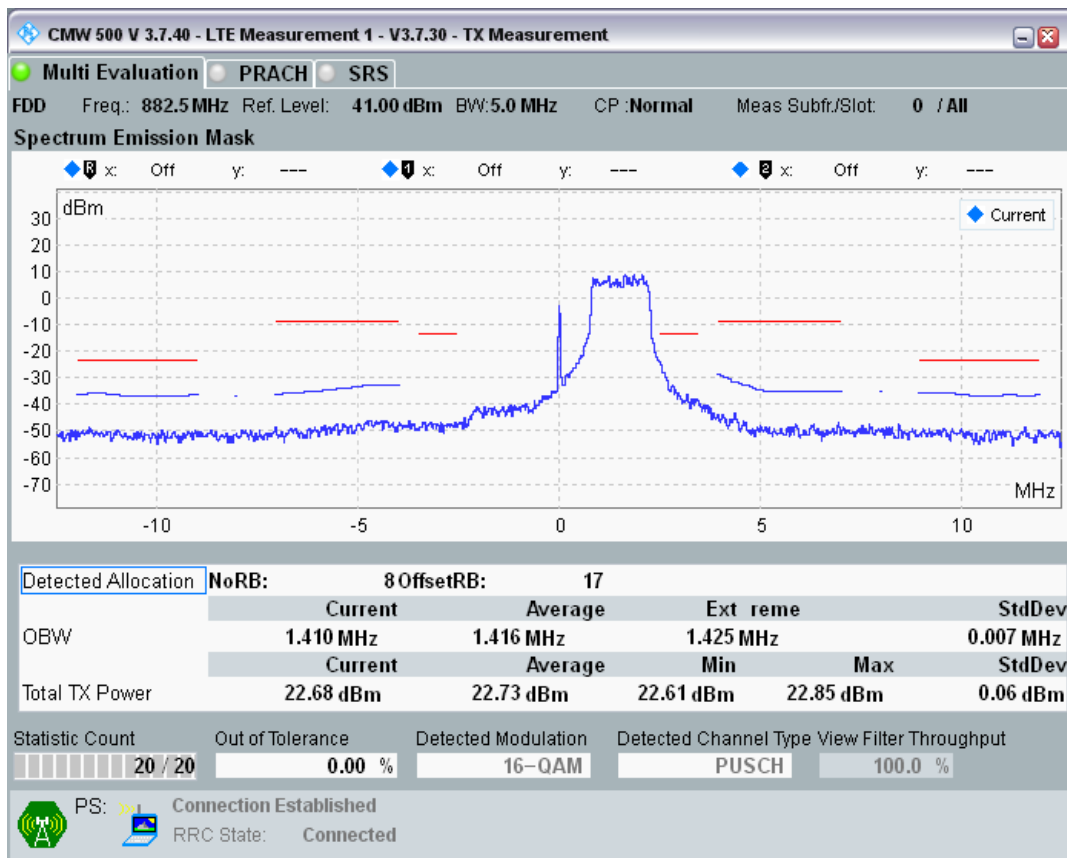 CMW 500 V 3.7.40 - LTE Measurement 1 - V3.7.30 - TX Measurement
Multi Evaluation PRACH SRS
FDD Freq.: 882.5 MHz Ref. Level: 41.00 dBm BW:5.0 MHz CP :Normal Meas Subfr./Slot: 0 / All
Spectrum Emission Mask
R x: Off y: --- 1 x: Off y: --- 2 x: Off y: ---
dBm
Current
30
20
10
0
-10
-20
-30
-40
-50
-60
-70
MHz
-10 -5 0 5 10
Detected Allocation NoRB: 8 OffsetRB: 17
Current Average Ext reme StdDev
OBW 1.410 MHz 1.416 MHz 1.425 MHz 0.007 MHz
Current Average Min Max StdDev
Total TX Power 22.68 dBm 22.73 dBm 22.61 dBm 22.85 dBm 0.06 dBm
Statistic Count Out of Tolerance Detected Modulation Detected Channel Type View Filter Throughput
20 / 20 0.00 % 16-QAM PUSCH 100.0 %
PS: Connection Established
RRC State: Connected